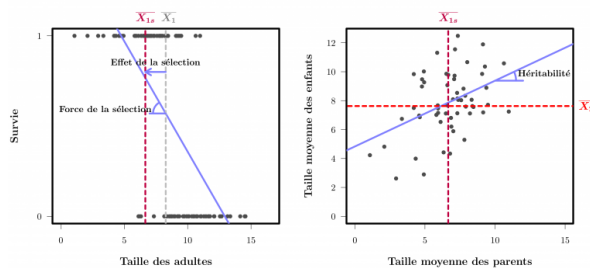 X̄₁ₛ X̄₁
1
Effet de la sélection
Survie
Force de la sélection
0
0 5 10 15
Taille des adultes
X̄₁ₛ
12
10
Héritabilité
Taille moyenne des enfants
8
6
4
2
0
0 5 10 15
Taille moyenne des parents